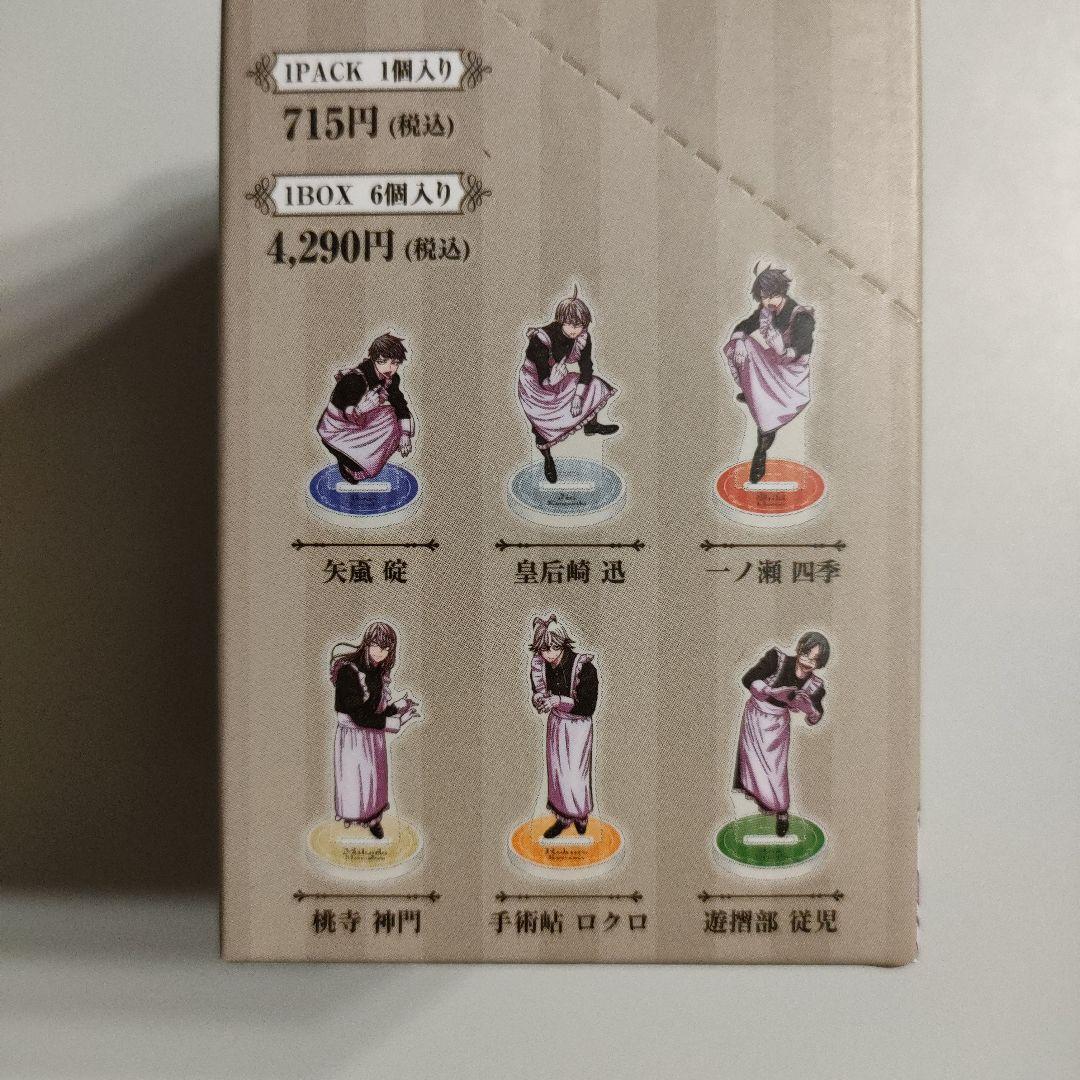 1PACK 1個入り
715円 (税込)
1BOX 6個入り
4,290円 (税込)
矢颪 碇
皇后崎 迅
一ノ瀬 四季
桃寺 神門
手術岾 ロクロ
遊摺部 従児